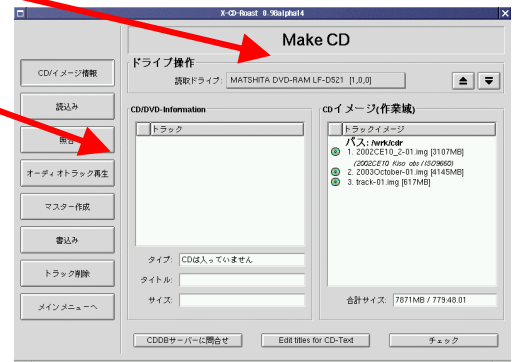 X-CD-Roast 0.98alpha14
Make CD
CD/イメージ情報
読込み
オーディオトラック再生
マスター作成
書込み
トラック削除
メインメニューへ
ドライブ操作
読取ドライブ: MATSHITA DVD-RAM LF-D521 [1,0,0]
CD/DVD-Information
トラック
タイプ: CDは入っていません
タイトル:
サイズ:
CDイメージ(作業域)
トラックイメージ
パス: /wrk/cdr
1. 2002CE10_2-01.img [3107MB]
(2002CE10 Kiso obs / ISO9660)
2. 2003October-01.img [4145MB]
3. track-01.img [617MB]
合計サイズ: 7871MB / 779:48.01
CDDBサーバーに問合せ
Edit titles for CD-Text
チェック